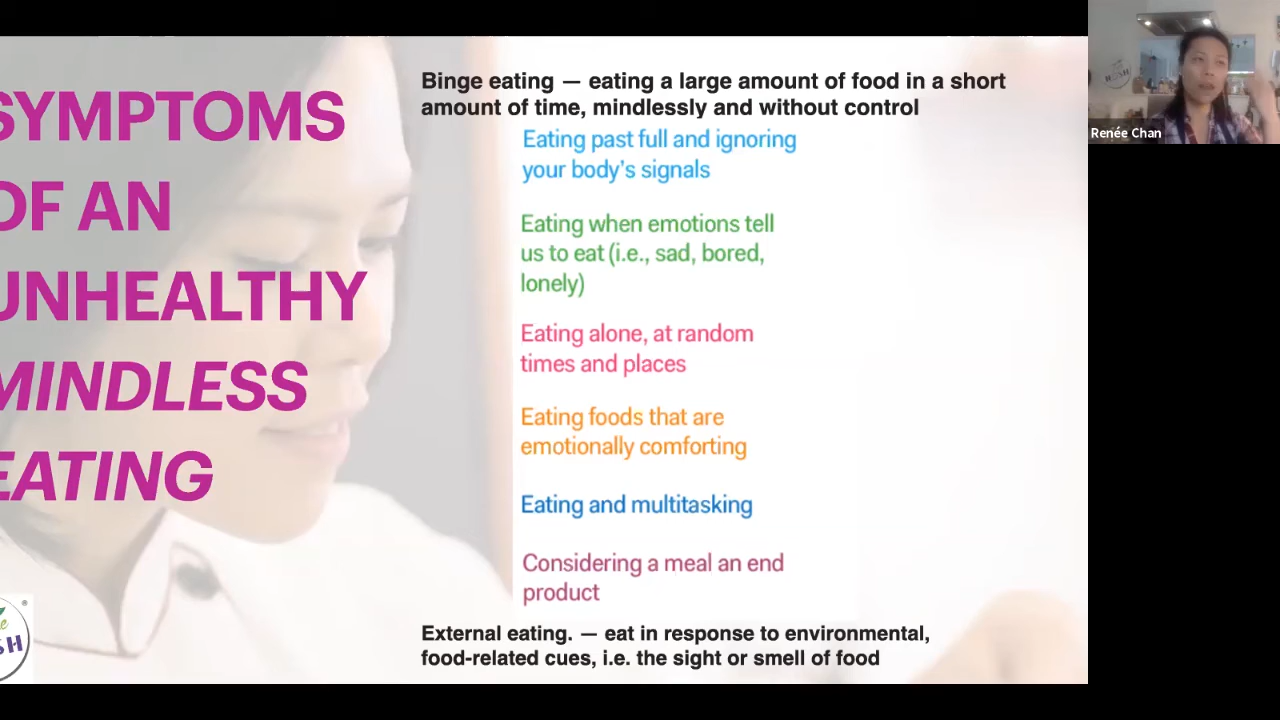 SYMPTOMS
OF AN
UNHEALTHY
MINDLESS
EATING
Binge eating — eating a large amount of food in a short
amount of time, mindlessly and without control
Eating past full and ignoring
your body's signals
Eating when emotions tell
us to eat (i.e., sad, bored,
lonely)
Eating alone, at random
times and places
Eating foods that are
emotionally comforting
Eating and multitasking
Considering a meal an end
product
External eating. — eat in response to environmental,
food-related cues, i.e. the sight or smell of food
Renée Chan